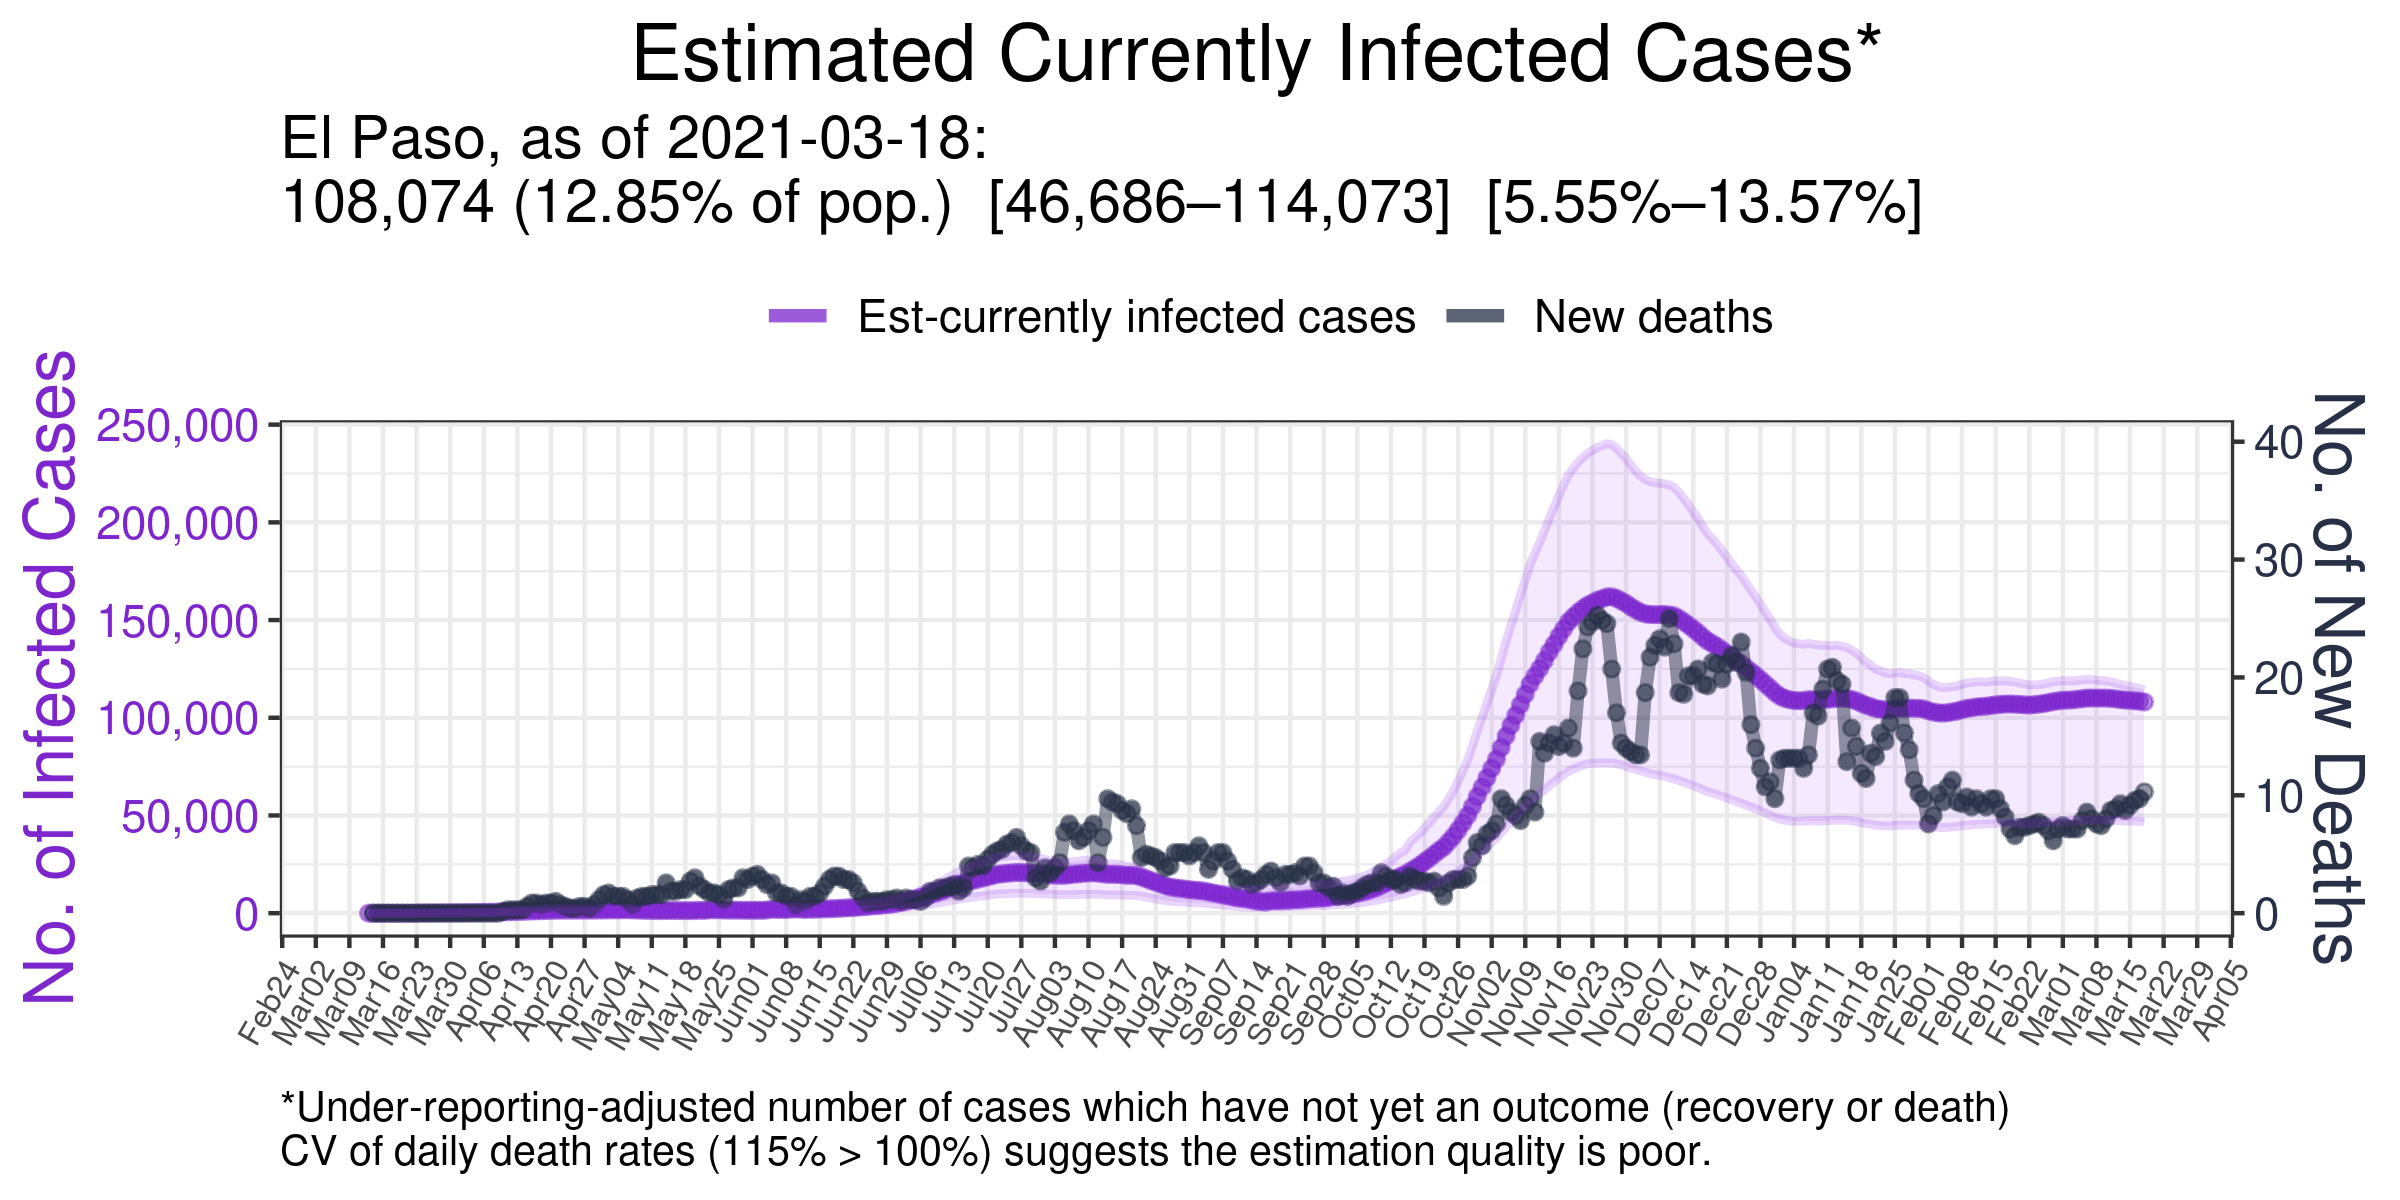 Estimated Currently Infected Cases*
El Paso, as of 2021-03-18:
108,074 (12.85% of pop.) [46,686–114,073] [5.55%–13.57%]
Est-currently infected cases
New deaths
No. of Infected Cases
250,000
200,000
150,000
100,000
50,000
0
No. of New Deaths
40
30
20
10
0
Feb24
Mar02
Mar09
Mar16
Mar23
Mar30
Apr06
Apr13
Apr20
Apr27
May04
May11
May18
May25
Jun01
Jun08
Jun15
Jun22
Jun29
Jul06
Jul13
Jul20
Jul27
Aug03
Aug10
Aug17
Aug24
Aug31
Sep07
Sep14
Sep21
Sep28
Oct05
Oct12
Oct19
Oct26
Nov02
Nov09
Nov16
Nov23
Nov30
Dec07
Dec14
Dec21
Dec28
Jan04
Jan11
Jan18
Jan25
Feb01
Feb08
Feb15
Feb22
Mar01
Mar08
Mar15
Mar22
Mar29
Apr05
*Under-reporting-adjusted number of cases which have not yet an outcome (recovery or death)
CV of daily death rates (115% > 100%) suggests the estimation quality is poor.